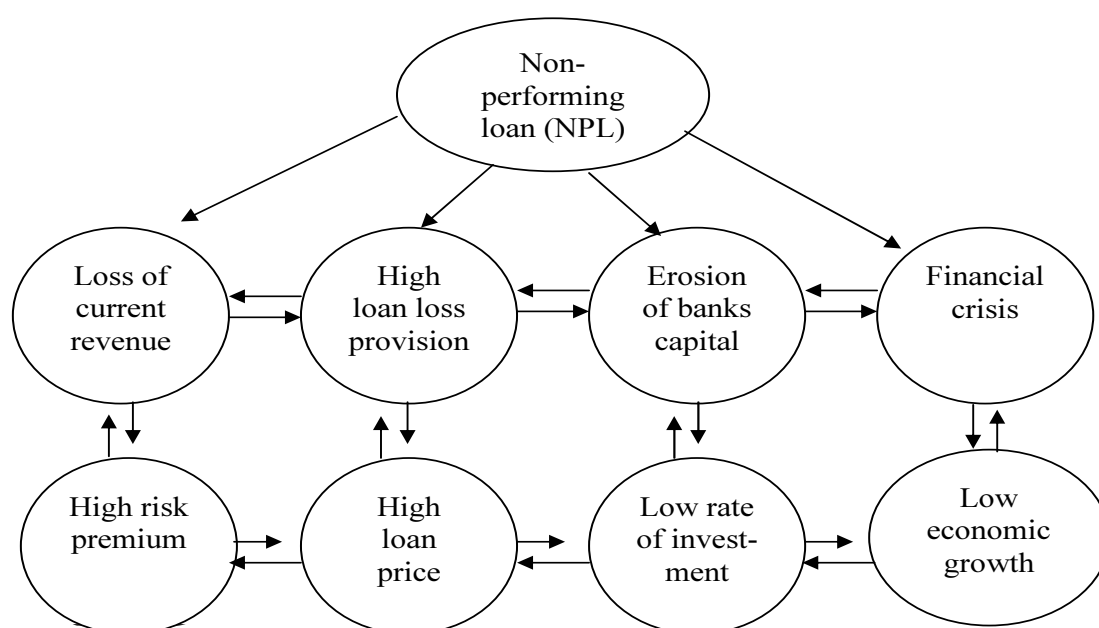 Non-
performing
loan (NPL)
Loss of
current
revenue
High
loan loss
provision
Erosion
of banks
capital
Financial
crisis
High risk
premium
High
loan
price
Low rate
of invest-
ment
Low
economic
growth